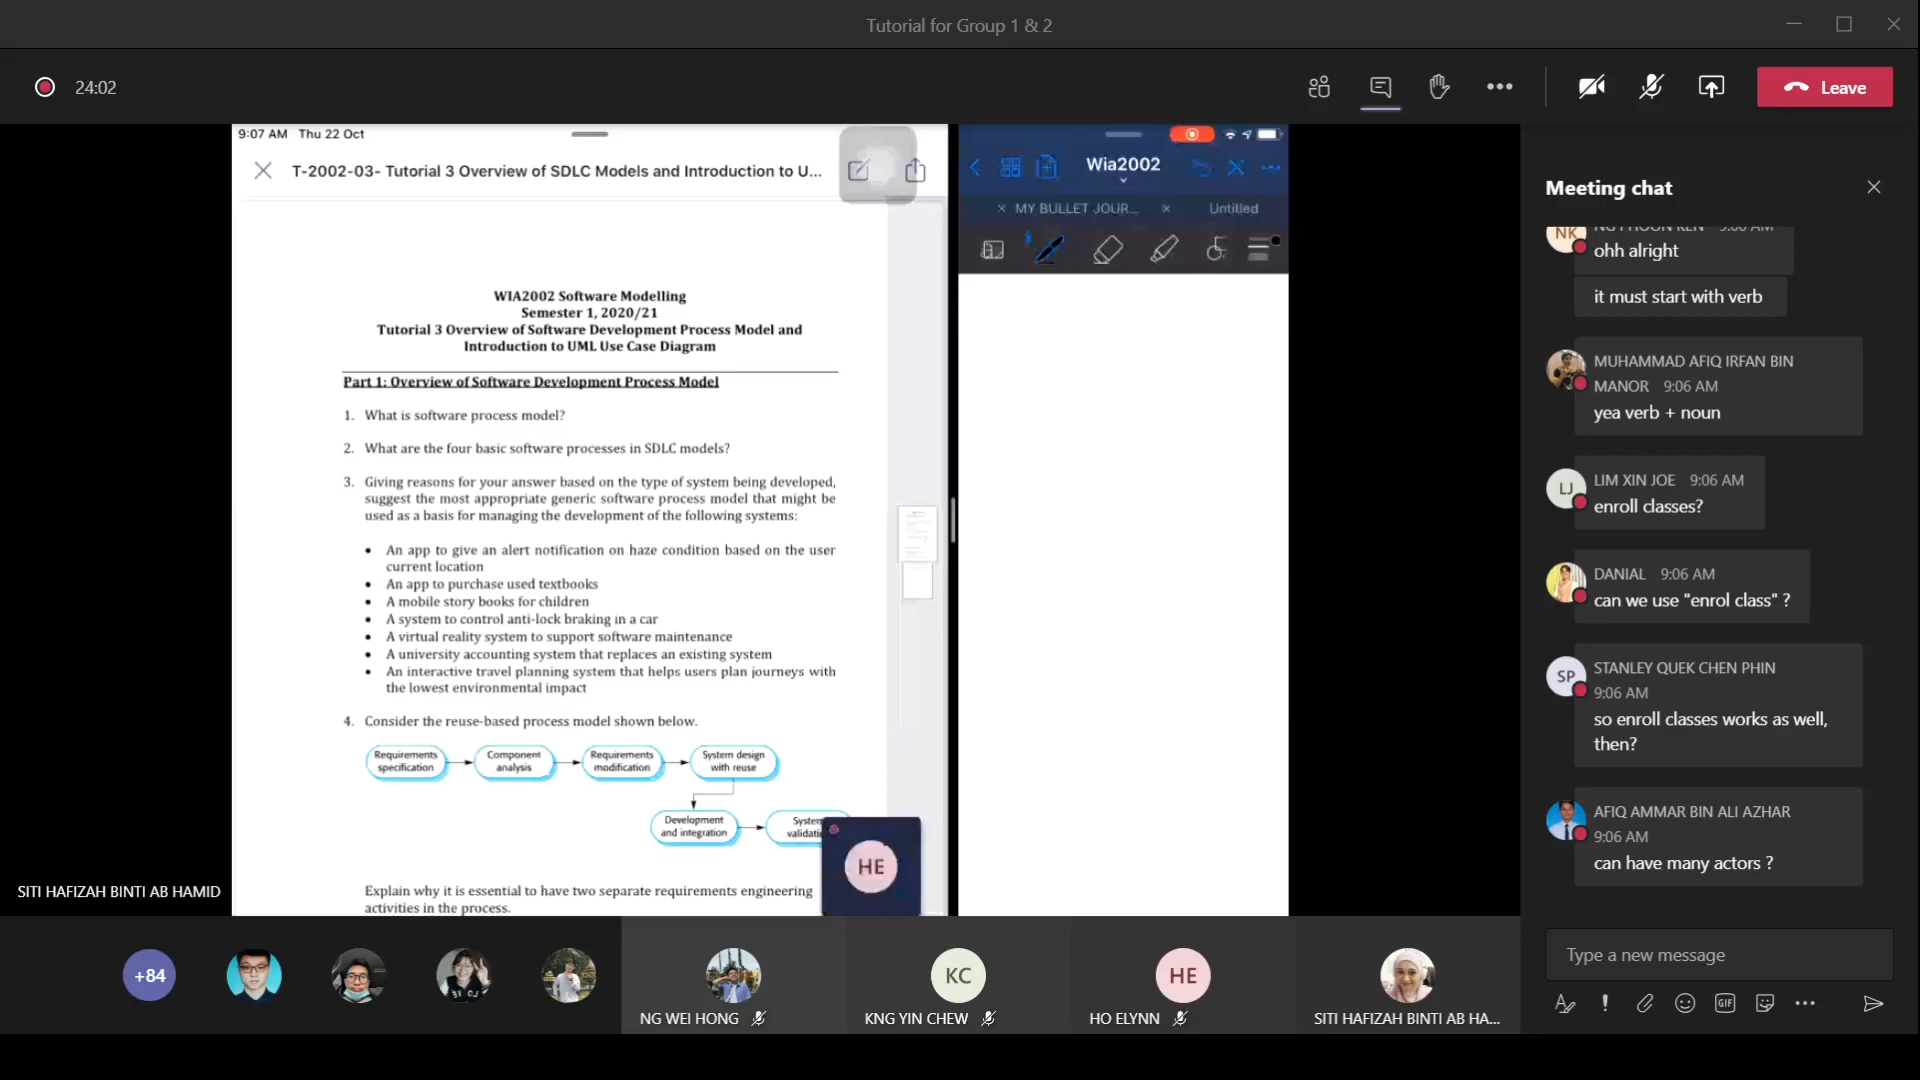 Tutorial for Group 1 & 2
24:02
Leave
9:07 AM Thu 22 Oct
T-2002-03- Tutorial 3 Overview of SDLC Models and Introduction to U...
WIA2002 Software Modelling
Semester 1, 2020/21
Tutorial 3 Overview of Software Development Process Model and
Introduction to UML Use Case Diagram
Part 1: Overview of Software Development Process Model
1. What is software process model?
2. What are the four basic software processes in SDLC models?
3. Giving reasons for your answer based on the type of system being developed,
suggest the most appropriate generic software process model that might be
used as a basis for managing the development of the following systems:
• An app to give an alert notification on haze condition based on the user
current location
• An app to purchase used textbooks
• A mobile story books for children
• A system to control anti-lock braking in a car
• A virtual reality system to support software maintenance
• A university accounting system that replaces an existing system
• An interactive travel planning system that helps users plan journeys with
the lowest environmental impact
4. Consider the reuse-based process model shown below.
Requirements
specification
Component
analysis
Requirements
modification
System design
with reuse
Development
and integration
System
HE
Explain why it is essential to have two separate requirements engineering
activities in the process.
Wia2002
MY BULLET JOUR...
Untitled
Meeting chat
NK
ohh alright
it must start with verb
MUHAMMAD AFIQ IRFAN BIN
MANOR 9:06 AM
yea verb + noun
LJ
LIM XIN JOE 9:06 AM
enroll classes?
DANIAL 9:06 AM
can we use "enrol class" ?
SP
STANLEY QUEK CHEN PHIN
9:06 AM
so enroll classes works as well,
then?
AFIQ AMMAR BIN ALI AZHAR
9:06 AM
can have many actors ?
Type a new message
GIF
SITI HAFIZAH BINTI AB HAMID
+84
NG WEI HONG
KC
KNG YIN CHEW
HE
HO ELYNN
SITI HAFIZAH BINTI AB HA...